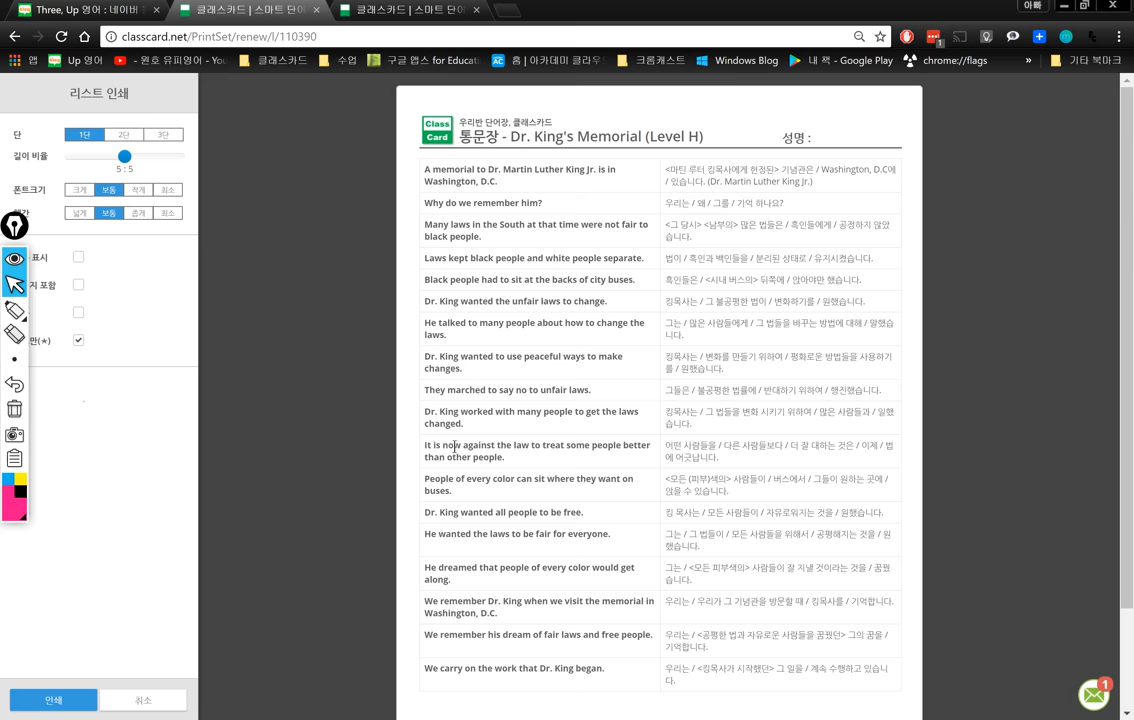 Three, Up 영어 : 네이버
클래스카드 | 스마트 단어
클래스카드 | 스마트 단어
아빠
classcard.net/PrintSet/renew/l/110390
앱
Up 영어
- 원호 유피영어 - You
클래스카드
수업
구글 앱스 for Educati
홈 | 아카데미 클라우
크롬캐스트
Windows Blog
내 책 - Google Play
chrome://flags
»
기타 북마크
리스트 인쇄
단
1단 2단 3단
길이 비율
5 : 5
폰트크기
크게 보통 작게 최소
넓게 보통 좁게 최소
표시
지 포함
만(★)
인쇄 취소
Class Card
우리반 단어장, 클래스카드
통문장 - Dr. King's Memorial (Level H)
성명 :
A memorial to Dr. Martin Luther King Jr. is in
Washington, D.C.
<마틴 루터 킹목사에게 헌정된> 기념관은 / Washington, D.C에
/ 있습니다. (Dr. Martin Luther King Jr.)
Why do we remember him?
우리는 / 왜 / 그를 / 기억 하나요?
Many laws in the South at that time were not fair to
black people.
<그 당시> <남부의> 많은 법들은 / 흑인들에게 / 공정하지 않았
습니다.
Laws kept black people and white people separate.
법이 / 흑인과 백인들을 / 분리된 상태로 / 유지시켰습니다.
Black people had to sit at the backs of city buses.
흑인들은 / <시내 버스의> 뒤쪽에 / 앉아야만 했습니다.
Dr. King wanted the unfair laws to change.
킹목사는 / 그 불공평한 법이 / 변화하기를 / 원했습니다.
He talked to many people about how to change the
laws.
그는 / 많은 사람들에게 / 그 법들을 바꾸는 방법에 대해 / 말했습
니다.
Dr. King wanted to use peaceful ways to make
changes.
킹목사는 / 변화를 만들기 위하여 / 평화로운 방법들을 사용하기
를 / 원했습니다.
They marched to say no to unfair laws.
그들은 / 불공평한 법률에 / 반대하기 위하여 / 행진했습니다.
Dr. King worked with many people to get the laws
changed.
킹목사는 / 그 법들을 변화 시키기 위하여 / 많은 사람들과 / 일했
습니다.
It is now against the law to treat some people better
than other people.
어떤 사람들을 / 다른 사람들보다 / 더 잘 대하는 것은 / 이제 / 법
에 어긋납니다.
People of every color can sit where they want on
buses.
<모든 (피부)색의> 사람들이 / 버스에서 / 그들이 원하는 곳에 /
앉을 수 있습니다.
Dr. King wanted all people to be free.
킹 목사는 / 모든 사람들이 / 자유로워지는 것을 / 원했습니다.
He wanted the laws to be fair for everyone.
그는 / 그 법들이 / 모든 사람들을 위해서 / 공평해지는 것을 / 원
했습니다.
He dreamed that people of every color would get
along.
그는 / <모든 피부색의> 사람들이 잘 지낼 것이라는 것을 / 꿈꿨
습니다.
We remember Dr. King when we visit the memorial in
Washington, D.C.
우리는 / 우리가 그 기념관을 방문할 때 / 킹목사를 / 기억합니다.
We remember his dream of fair laws and free people.
우리는 / <공평한 법과 자유로운 사람들을 꿈꿨던> 그의 꿈을 /
기억합니다.
We carry on the work that Dr. King began.
우리는 / <킹목사가 시작했던> 그 일을 / 계속 수행하고 있습니
다.
1
1